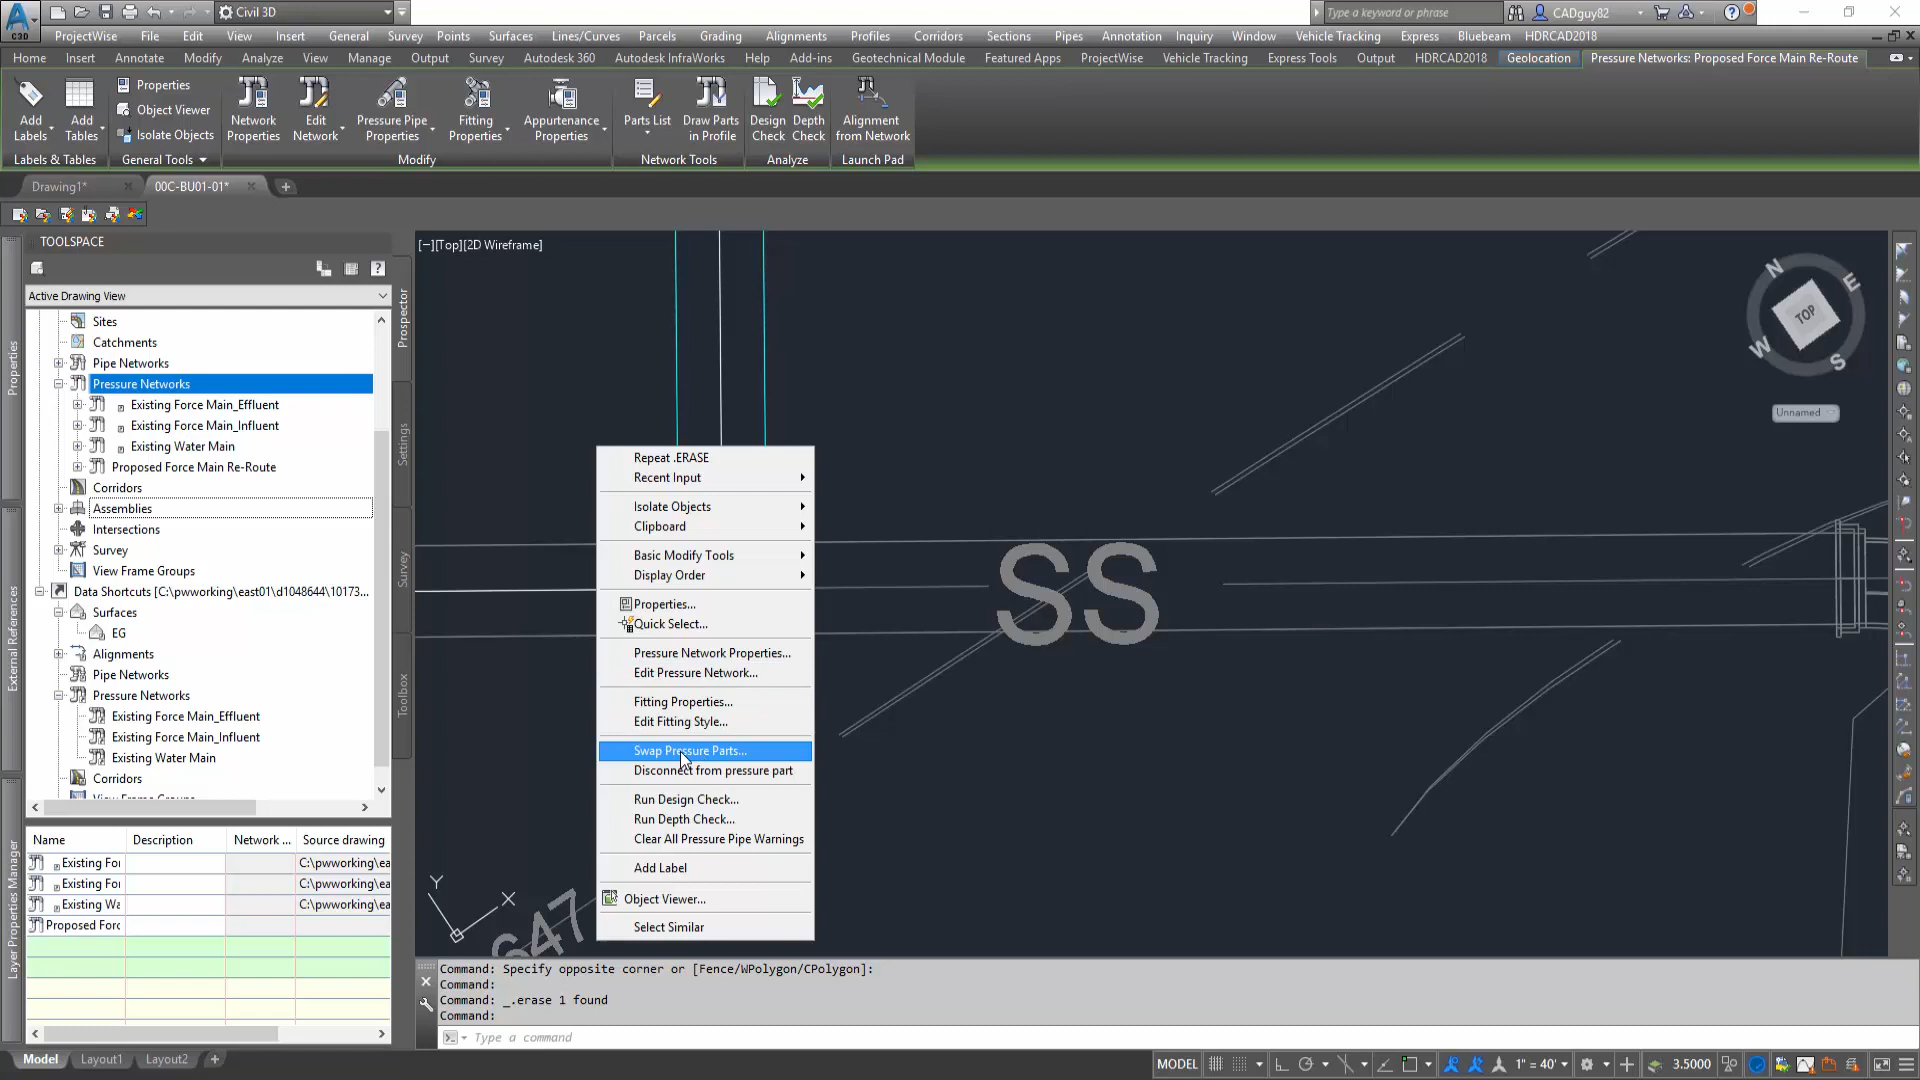 Civil 3D
Type a keyword or phrase
CADguy82
C3D
ProjectWise File Edit View Insert General Survey Points Surfaces Lines/Curves Parcels Grading Alignments Profiles Corridors Sections Pipes Annotation Inquiry Window Vehicle Tracking Express Bluebeam HDRCAD2018
Home Insert Annotate Modify Analyze View Manage Output Survey Autodesk 360 Autodesk InfraWorks Help Add-ins Geotechnical Module Featured Apps ProjectWise Vehicle Tracking Express Tools Output HDRCAD2018 Geolocation Pressure Networks: Proposed Force Main Re-Route
Add Labels
Add Tables
Properties
Object Viewer
Isolate Objects
Network Properties
Edit Network
Pressure Pipe Properties
Fitting Properties
Appurtenance Properties
Parts List
Draw Parts in Profile
Design Check
Depth Check
Alignment from Network
Labels & Tables General Tools Modify Network Tools Analyze Launch Pad
Drawing1* 00C-BU01-01*
TOOLSPACE
Active Drawing View
Sites
Catchments
Pipe Networks
Pressure Networks
Existing Force Main_Effluent
Existing Force Main_Influent
Existing Water Main
Proposed Force Main Re-Route
Corridors
Assemblies
Intersections
Survey
View Frame Groups
Data Shortcuts [C:\pwworking\east01\d1048644\10173...
Surfaces
EG
Alignments
Pipe Networks
Pressure Networks
Existing Force Main_Effluent
Existing Force Main_Influent
Existing Water Main
Corridors
View Frame Groups
Name Description Network ... Source drawing
Existing For C:\pwworking\ea
Existing For C:\pwworking\ea
Existing Wa C:\pwworking\ea
Proposed Forc
Properties
External References
Layer Properties Manager
Prospector
Settings
Survey
Toolbox
[−][Top][2D Wireframe]
N
E
TOP
W
S
Unnamed
SS
647
Y
X
Repeat .ERASE
Recent Input
Isolate Objects
Clipboard
Basic Modify Tools
Display Order
Properties...
Quick Select...
Pressure Network Properties...
Edit Pressure Network...
Fitting Properties...
Edit Fitting Style...
Swap Pressure Parts...
Disconnect from pressure part
Run Design Check...
Run Depth Check...
Clear All Pressure Pipe Warnings
Add Label
Object Viewer...
Select Similar
Command: Specify opposite corner or [Fence/WPolygon/CPolygon]:
Command:
Command: _.erase 1 found
Command:
Type a command
Model Layout1 Layout2
MODEL 1" = 40' 3.5000